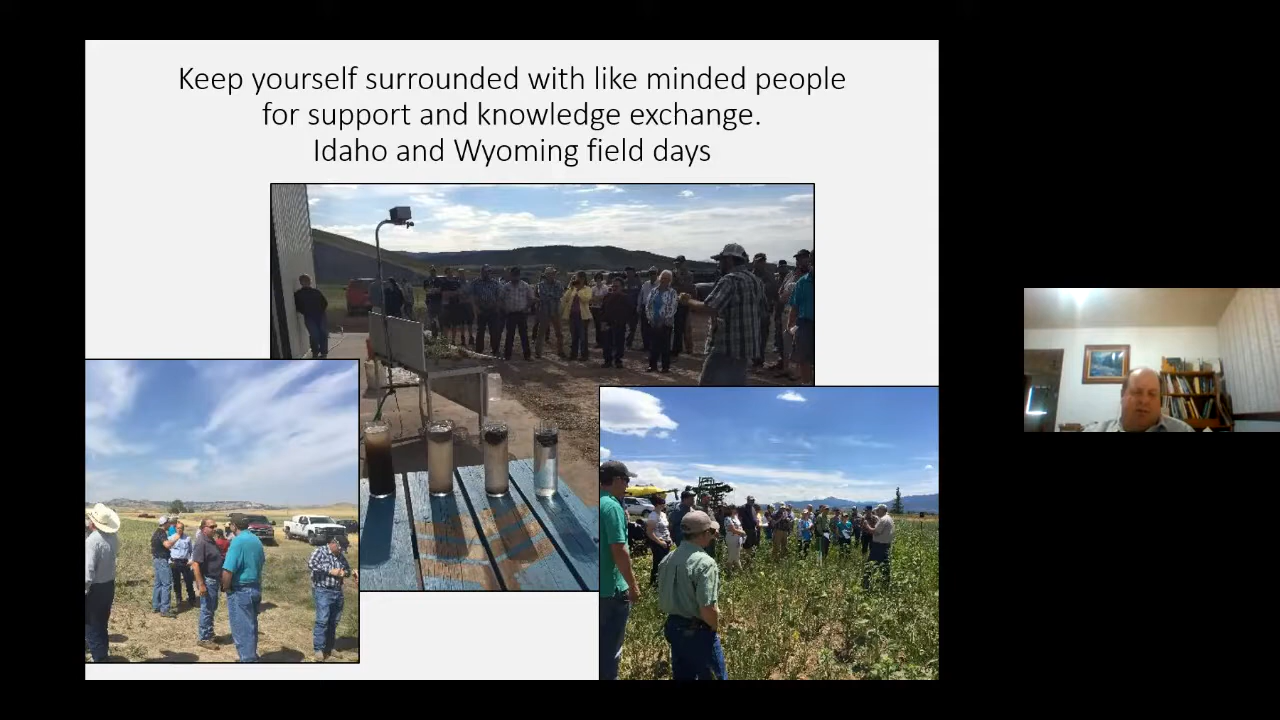 Keep yourself surrounded with like minded people
for support and knowledge exchange.
Idaho and Wyoming field days